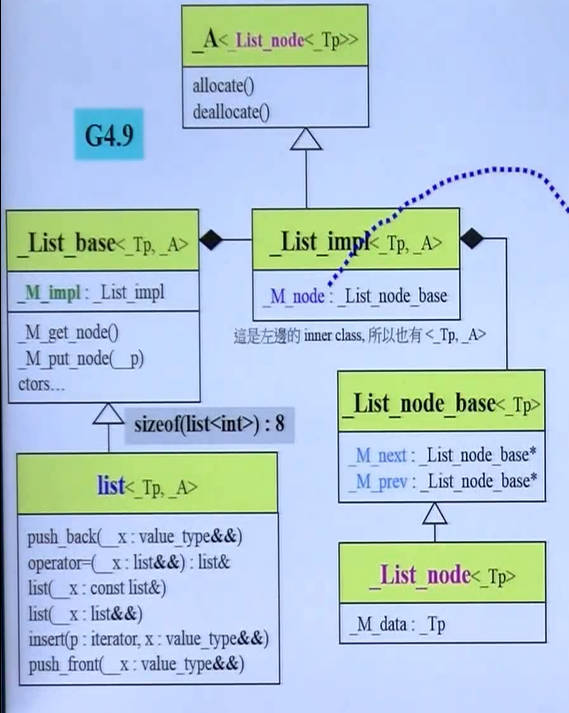 _A<_List_node<_Tp>>
allocate()
deallocate()
G4.9
_List_base<_Tp, _A>
_M_impl : _List_impl
_M_get_node()
_M_put_node(__p)
ctors...
_List_impl<_Tp, _A>
_M_node : _List_node_base
這是左邊的 inner class, 所以也有 <_Tp, _A>
_List_node_base<_Tp>
_M_next : _List_node_base*
_M_prev : _List_node_base*
sizeof(list<int>) : 8
list<_Tp, _A>
push_back(__x : value_type&&)
operator=(__x : list&&) : list&
list(__x : const list&)
list(__x : list&&)
insert(p : iterator, x : value_type&&)
push_front(__x : value_type&&)
_List_node<_Tp>
_M_data : _Tp